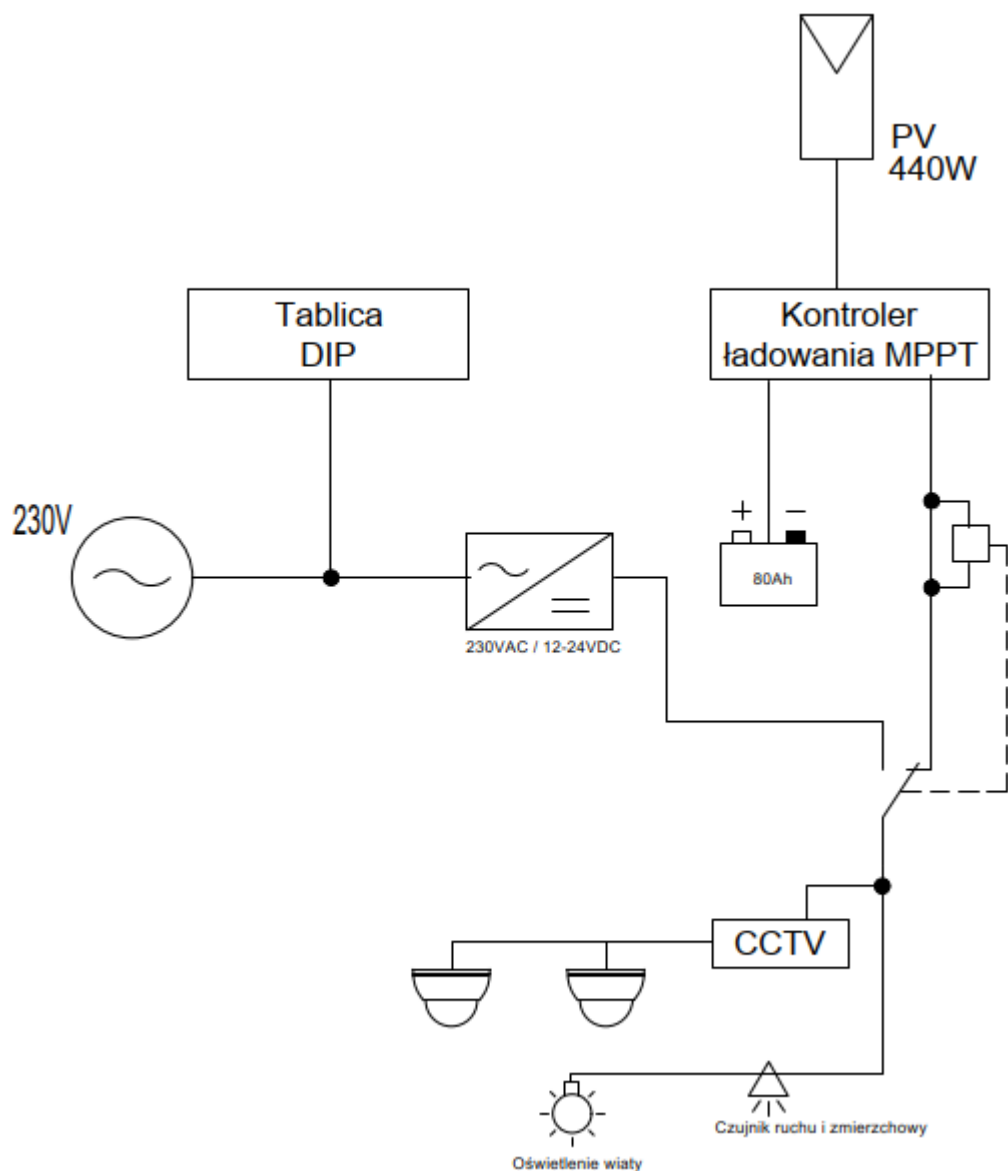 PV
440W
Tablica
DIP
Kontroler
ładowania MPPT
230V
+ −
80Ah
230VAC / 12-24VDC
CCTV
Czujnik ruchu i zmierzchowy
Oświetlenie wiaty